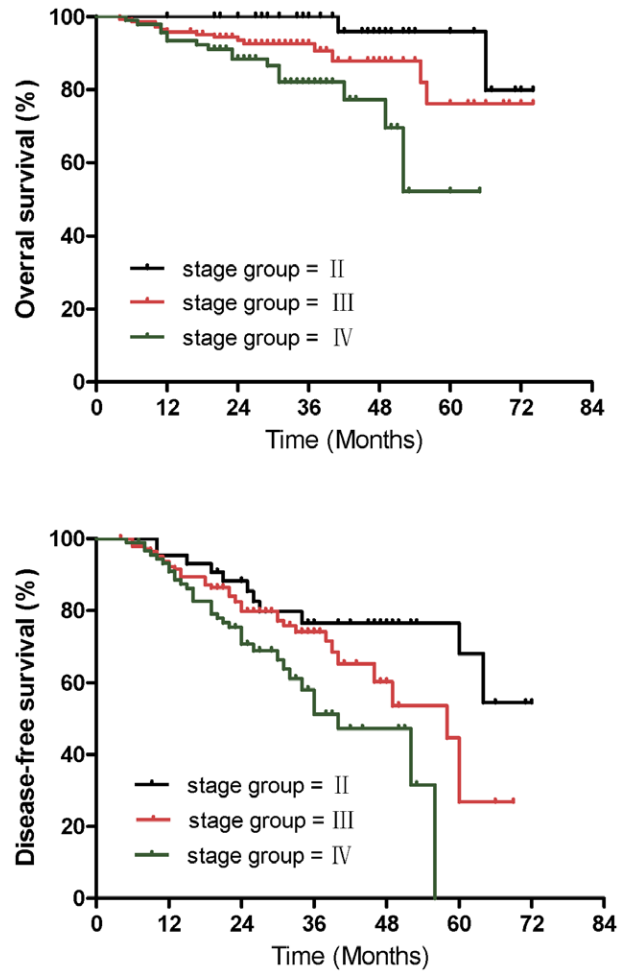 Overral survival (%)
100
80
60
40
20
0
stage group = Ⅱ
stage group = Ⅲ
stage group = Ⅳ
0 12 24 36 48 60 72 84
Time (Months)
Disease-free survival (%)
100
80
60
40
20
0
stage group = Ⅱ
stage group = Ⅲ
stage group = Ⅳ
0 12 24 36 48 60 72 84
Time (Months)